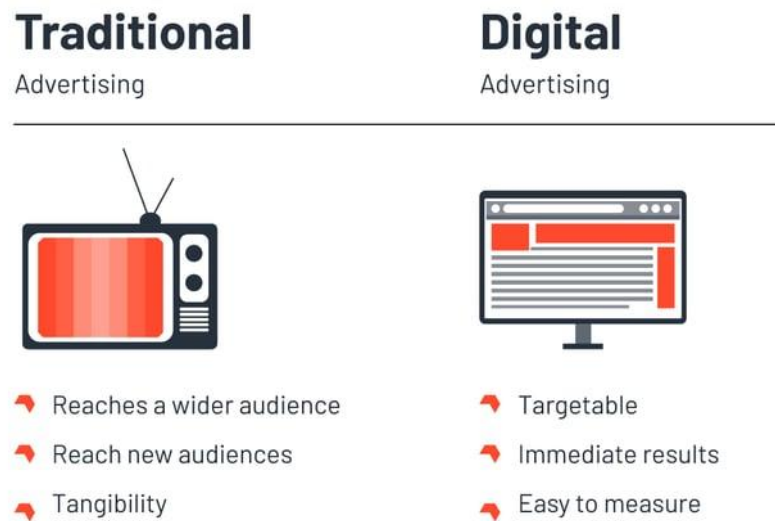 Traditional
Advertising
Reaches a wider audience
Reach new audiences
Tangibility
Digital
Advertising
Targetable
Immediate results
Easy to measure